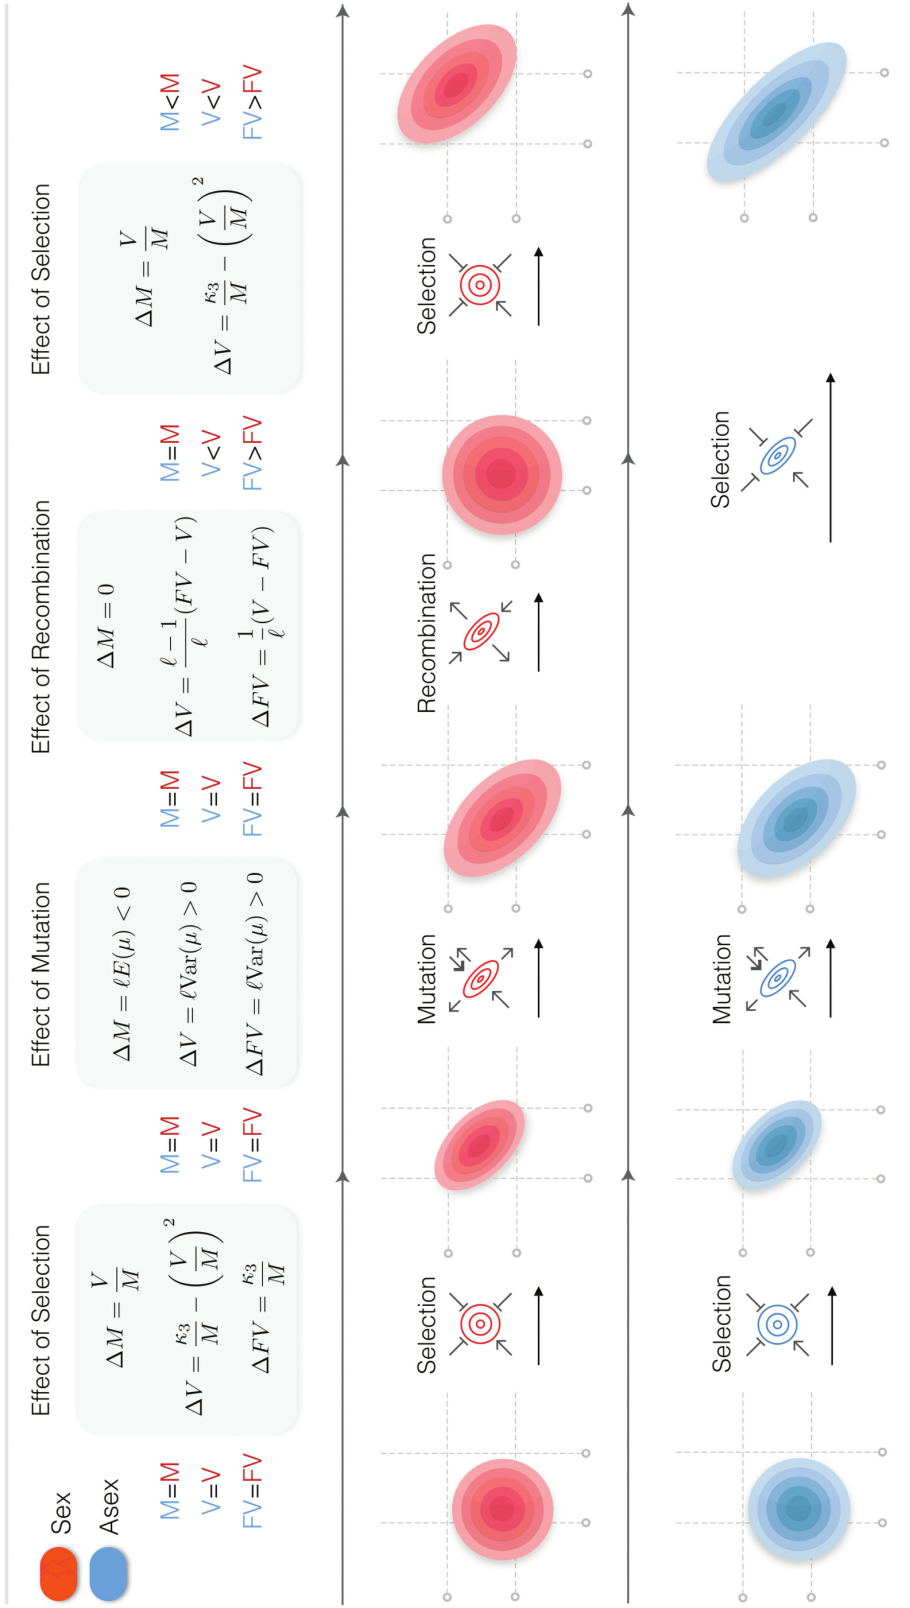 Sex
Asex
Effect of Selection
Effect of Mutation
Effect of Recombination
Effect of Selection
M=M
V=V
FV=FV
ΔM = V/M
ΔV = κ₃/M − (V/M)²
ΔFV = κ₃/M
M=M
V=V
FV=FV
ΔM = ℓE(μ) < 0
ΔV = ℓVar(μ) > 0
ΔFV = ℓVar(μ) > 0
M=M
V=V
FV=FV
ΔM = 0
ΔV = (ℓ − 1)/ℓ (FV − V)
ΔFV = 1/ℓ (V − FV)
M=M
V<V
FV>FV
ΔM = V/M
ΔV = κ₃/M − (V/M)²
M<M
V<V
FV>FV
Selection
Mutation
Recombination
Selection
Selection
Mutation
Selection